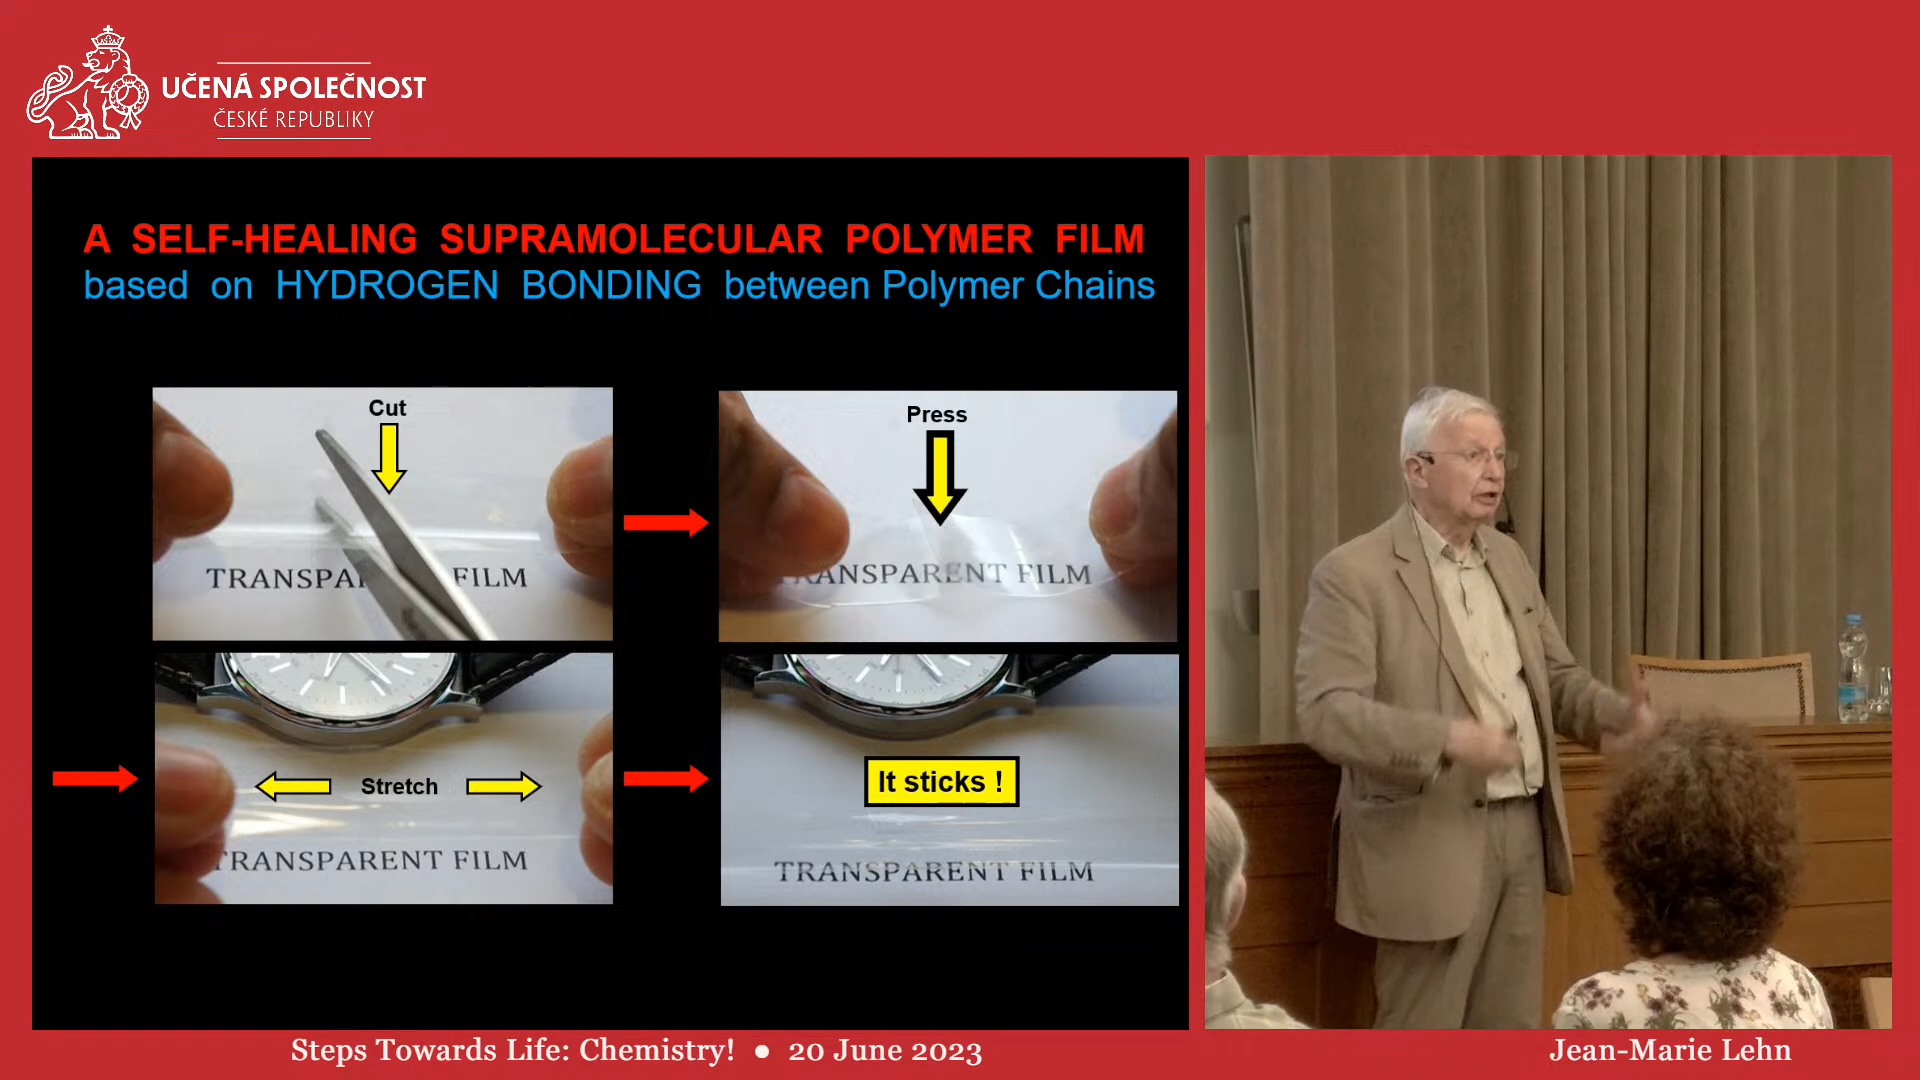 UČENÁ SPOLEČNOST
ČESKÉ REPUBLIKY
A SELF-HEALING SUPRAMOLECULAR POLYMER FILM
based on HYDROGEN BONDING between Polymer Chains
Cut
TRANSPA FILM
Press
TRANSPARENT FILM
Stretch
TRANSPARENT FILM
It sticks !
TRANSPARENT FILM
Steps Towards Life: Chemistry! ● 20 June 2023
Jean-Marie Lehn